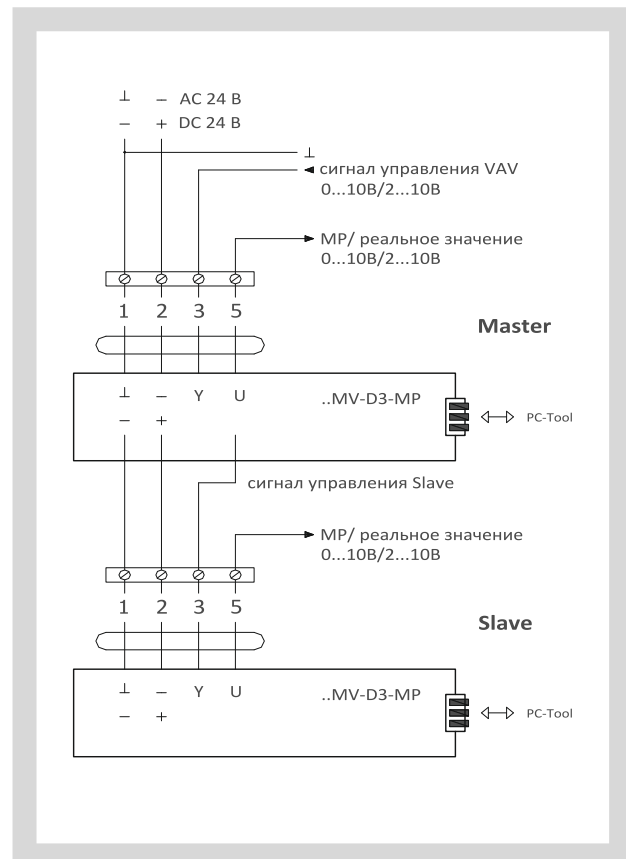 ⊥ ~ AC 24 В
− + DC 24 В
⊥
сигнал управления VAV
0...10В/2...10В
MP/ реальное значение
0...10В/2...10В
1 2 3 5
Master
⊥ ~ Y U ..MV-D3-MP
− +
PC-Tool
сигнал управления Slave
MP/ реальное значение
0...10В/2...10В
1 2 3 5
Slave
⊥ ~ Y U ..MV-D3-MP
− +
PC-Tool